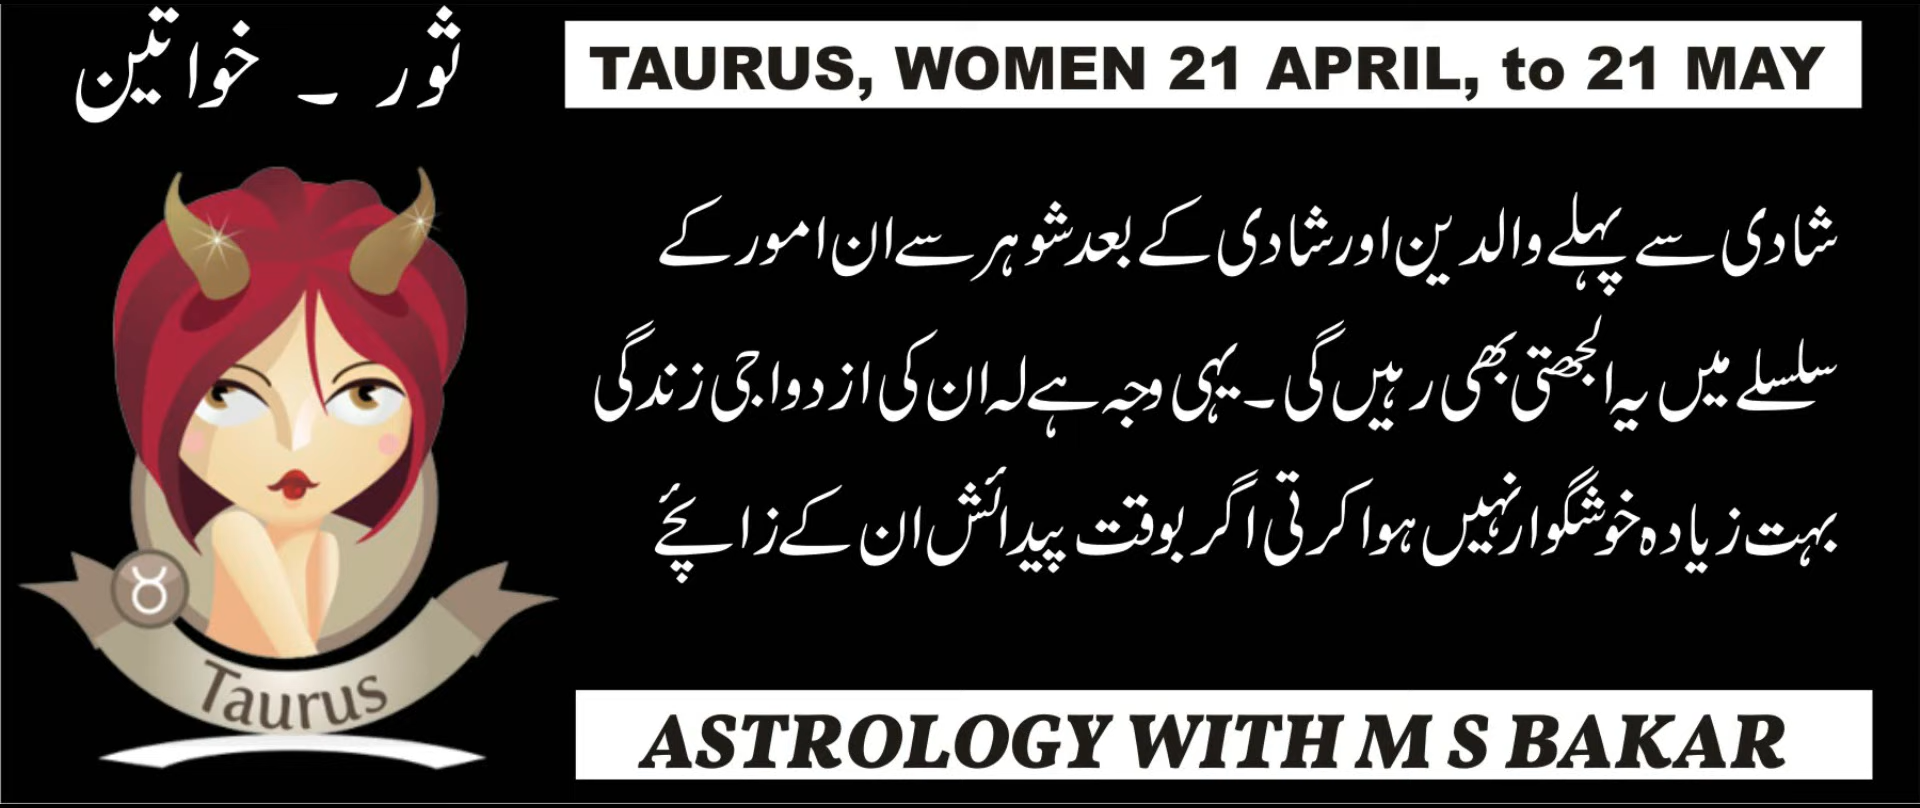 ثور ۔ خواتین
TAURUS, WOMEN 21 APRIL, to 21 MAY
شادی سے پہلے والدین اور شادی کے بعد شوہر سے ان امور کے
سلسلے میں یہ الجھتی بھی رہیں گی ۔ یہی وجہ ہے لہ ان کی ازدواجی زندگی
بہت زیادہ خوشگوار نہیں ہوا کرتی اگر بوقت پیدائش ان کے زائچے
Taurus
ASTROLOGY WITH M S BAKAR